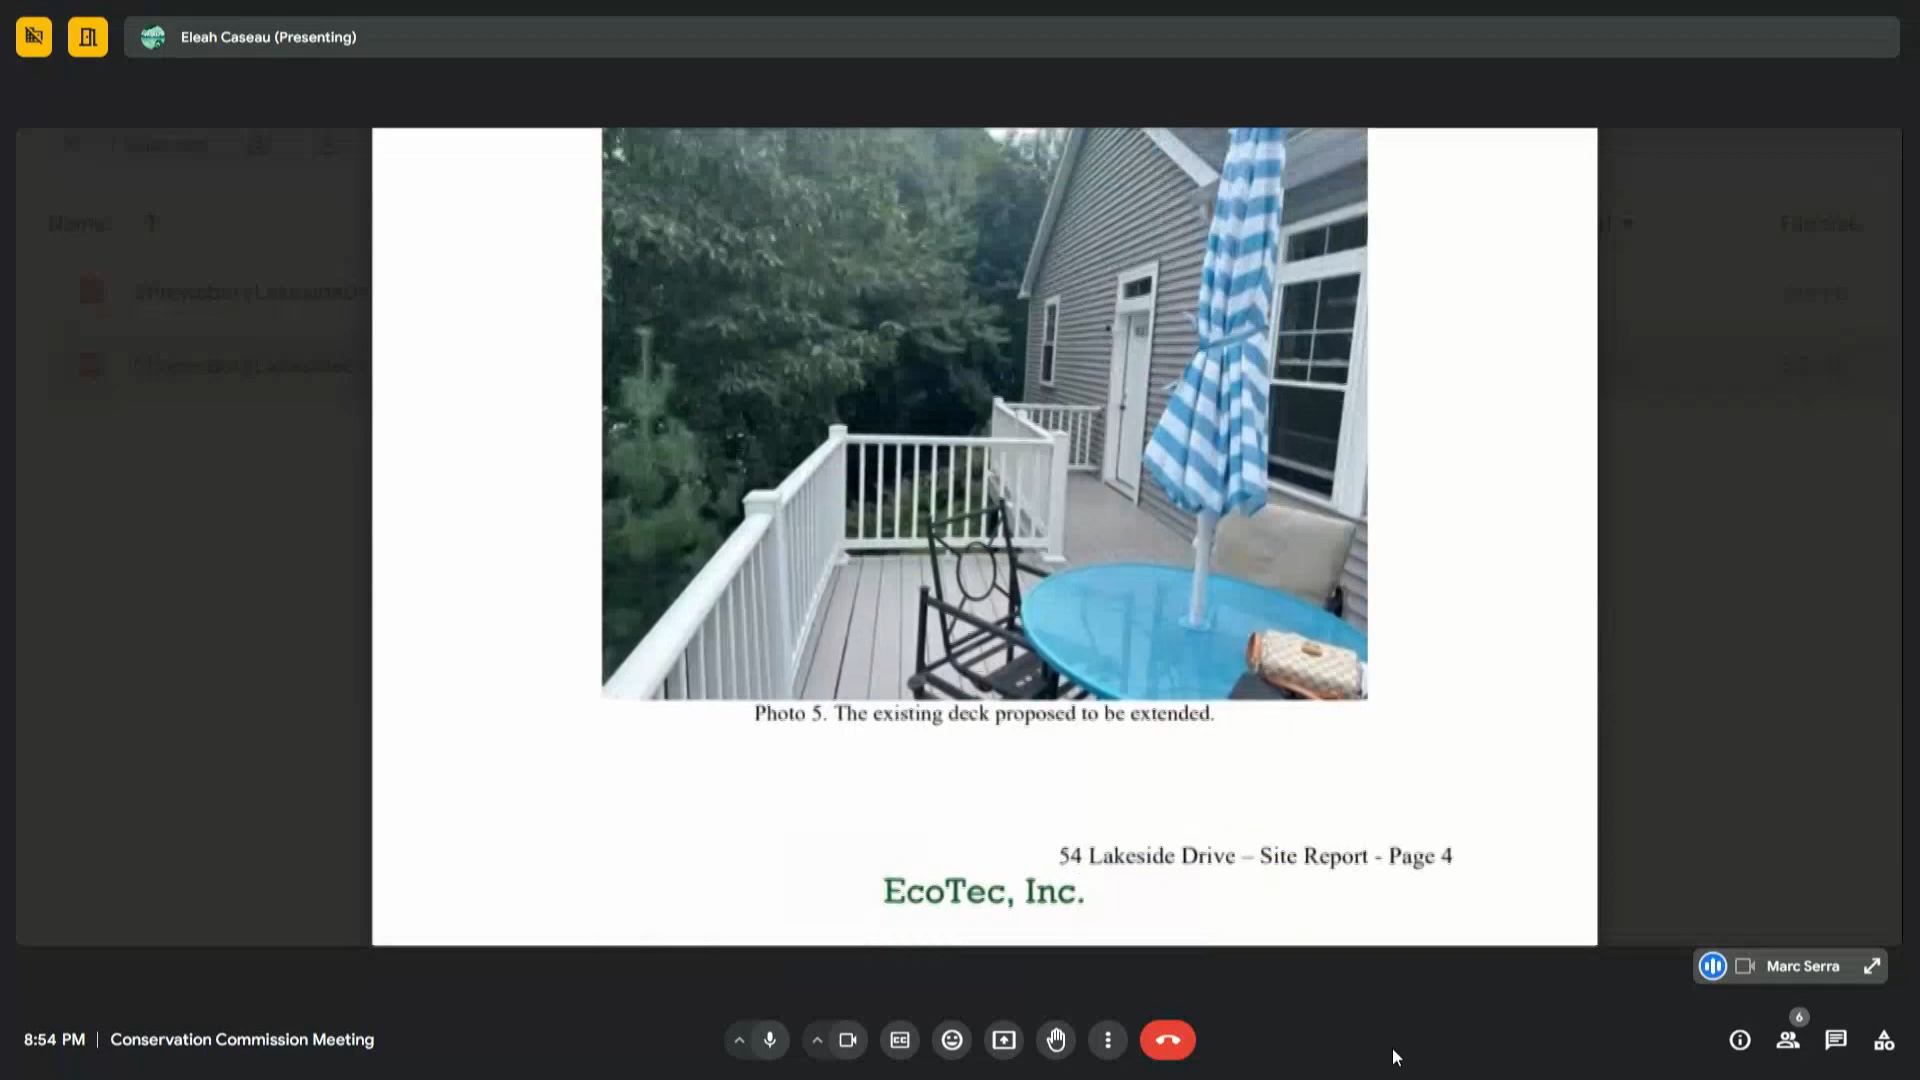 Eleah Caseau (Presenting)
Name
Photo 5. The existing deck proposed to be extended.
54 Lakeside Drive – Site Report - Page 4
EcoTec, Inc.
Marc Serra
6
8:54 PM | Conservation Commission Meeting